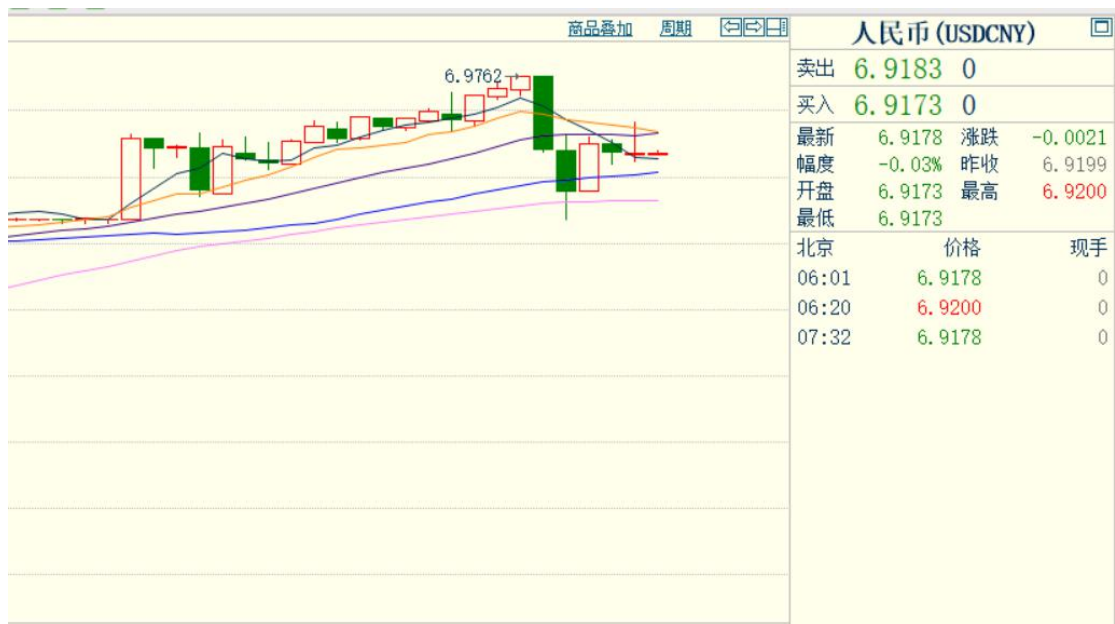 商品叠加 周期
6.9762
人民币(USDCNY)
卖出 6.9183 0
买入 6.9173 0
最新 6.9178 涨跌 -0.0021
幅度 -0.03% 昨收 6.9199
开盘 6.9173 最高 6.9200
最低 6.9173
北京 价格 现手
06:01 6.9178 0
06:20 6.9200 0
07:32 6.9178 0